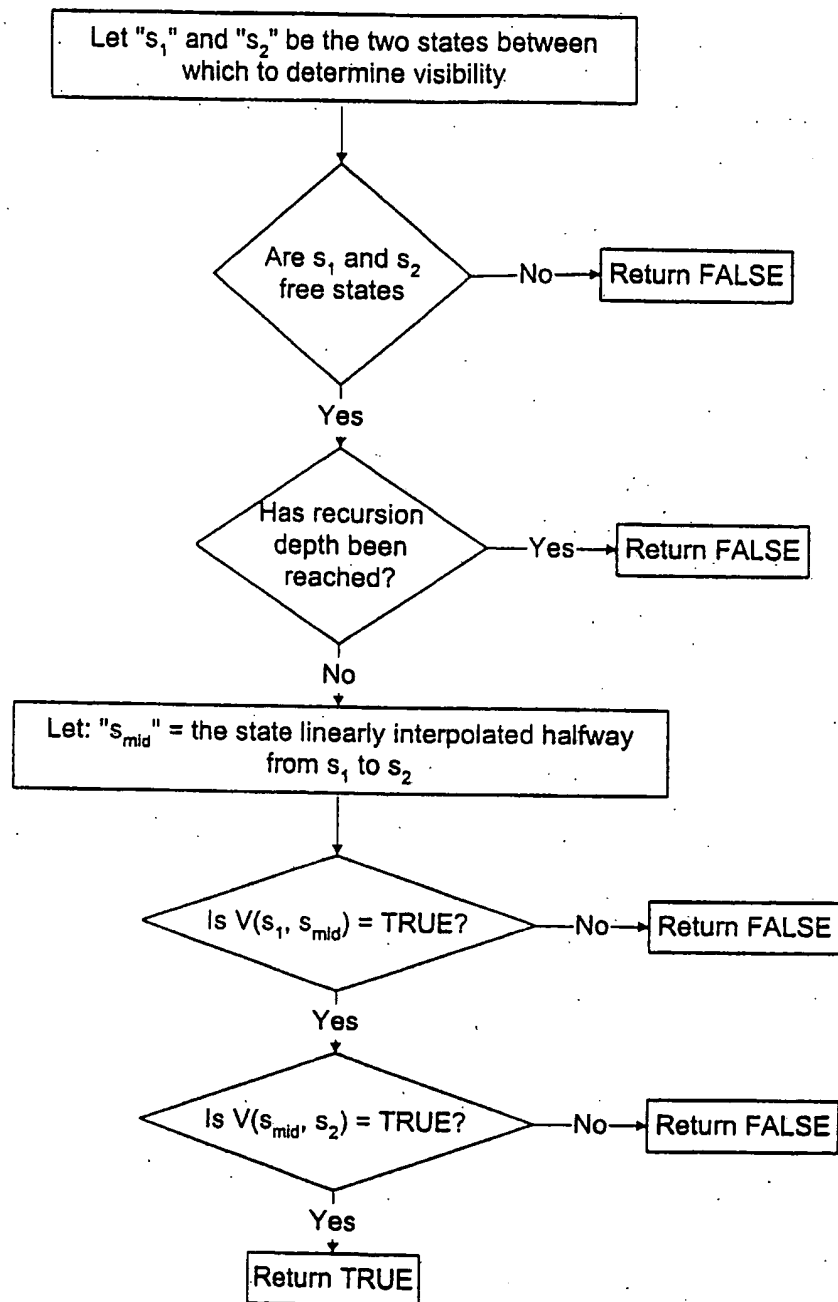 Let "s₁" and "s₂" be the two states between
which to determine visibility
Are s₁ and s₂
free states
No
Return FALSE
Yes
Has recursion
depth been
reached?
Yes
Return FALSE
No
Let: "s_mid" = the state linearly interpolated halfway
from s₁ to s₂
Is V(s₁, s_mid) = TRUE?
No
Return FALSE
Yes
Is V(s_mid, s₂) = TRUE?
No
Return FALSE
Yes
Return TRUE